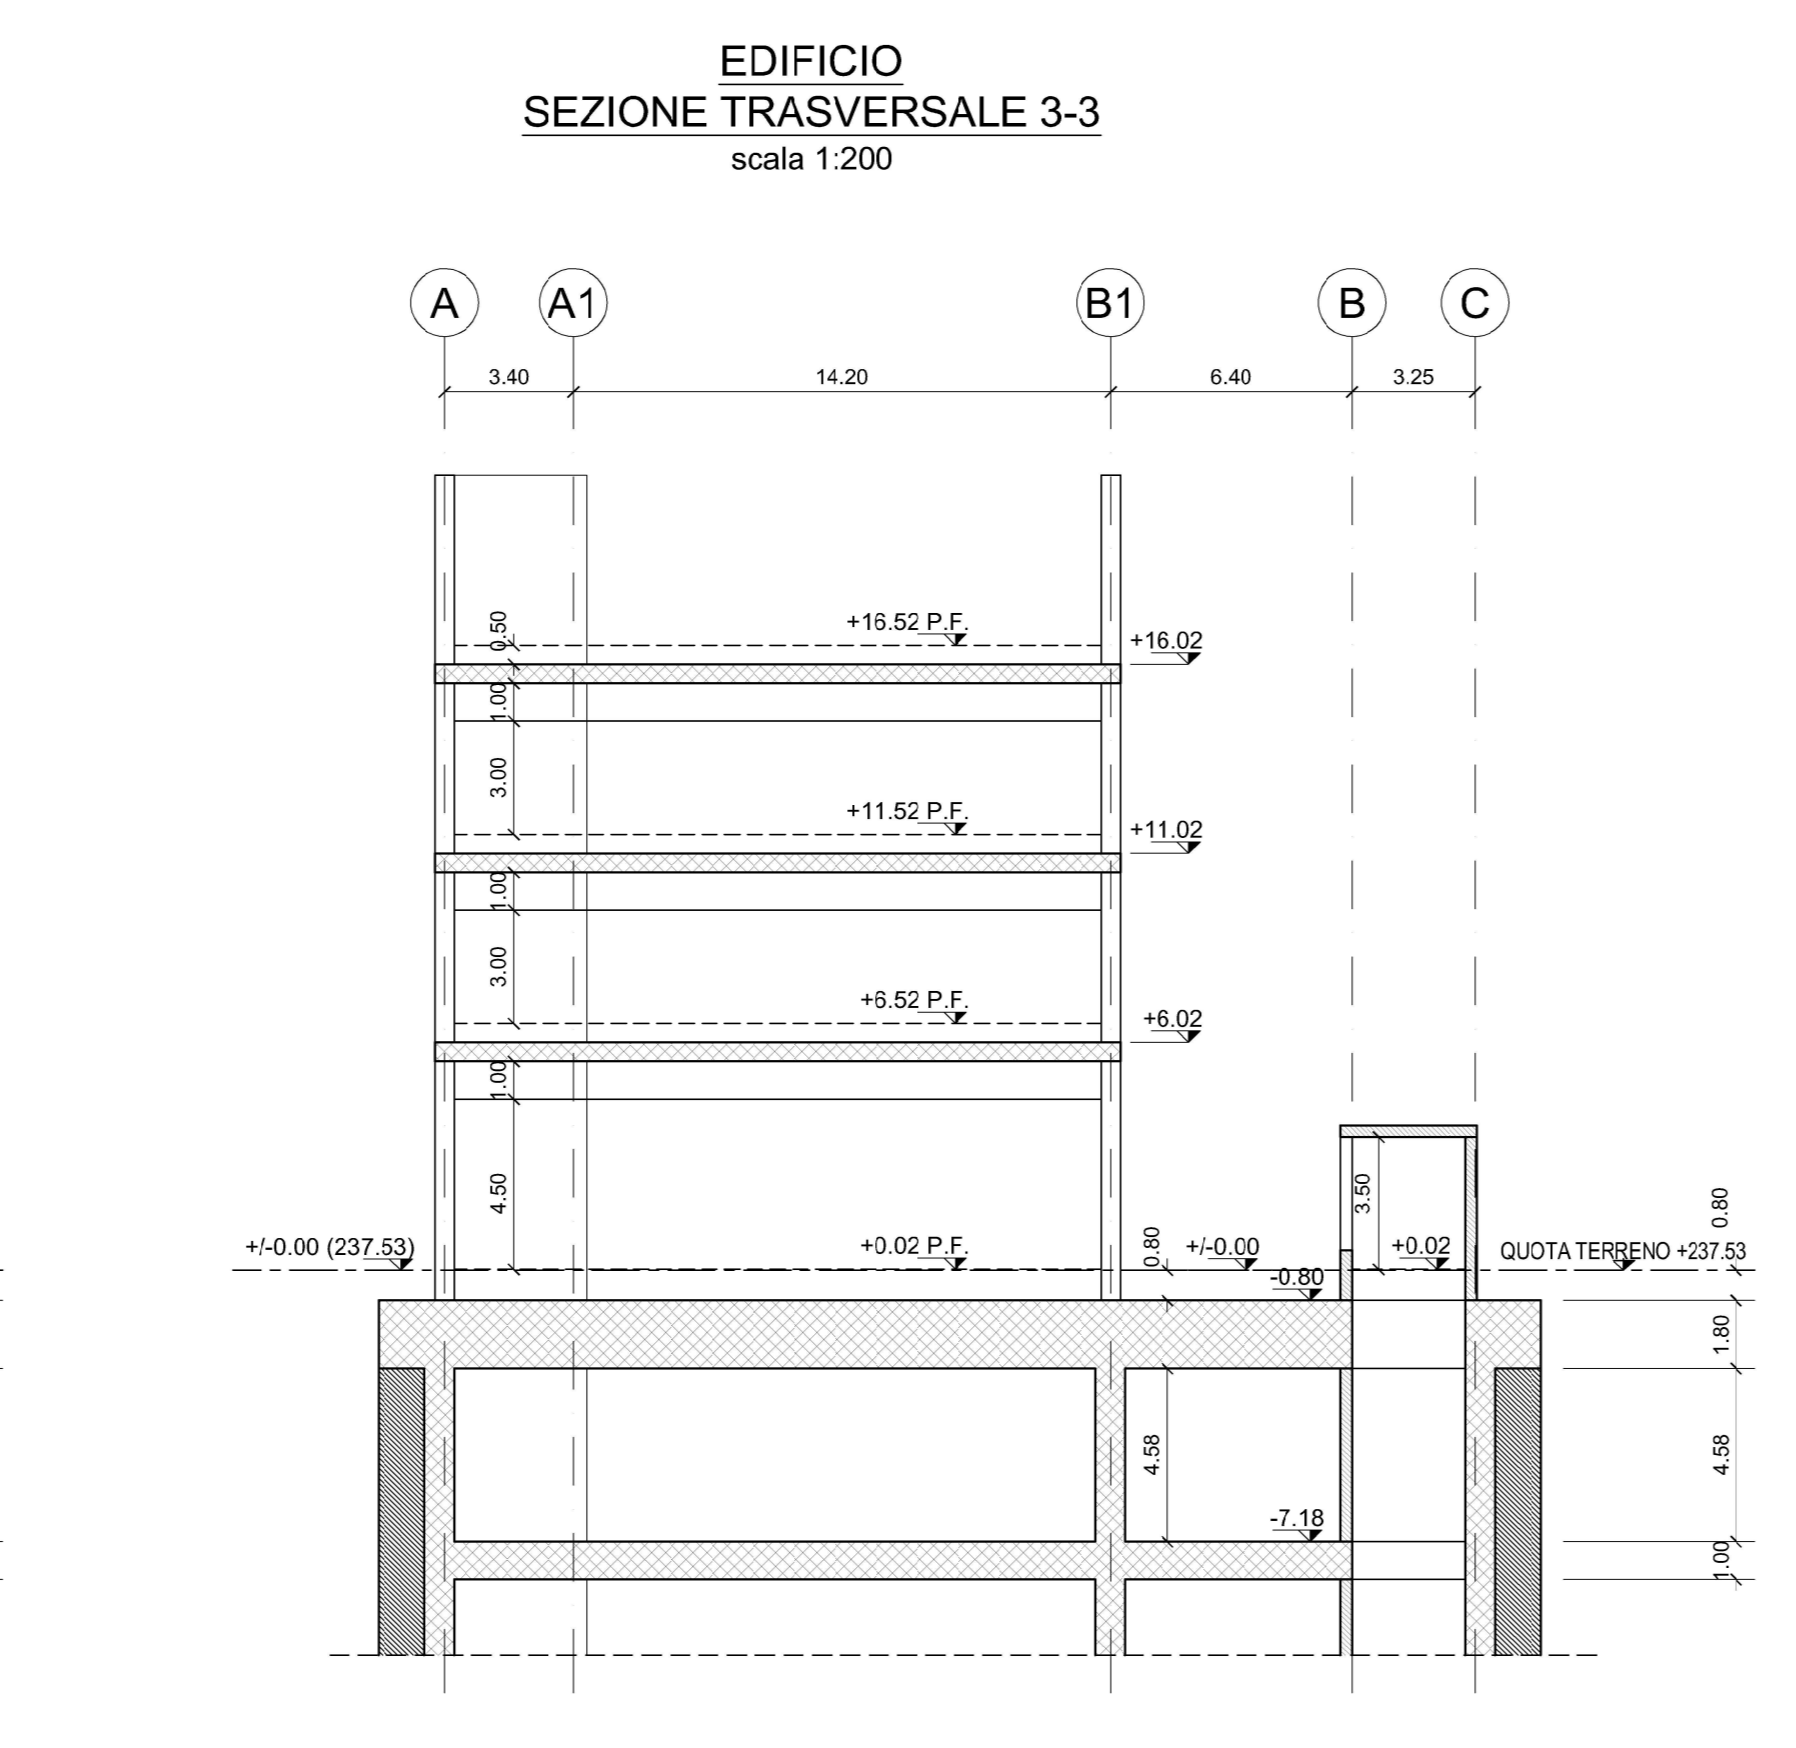 EDIFICIO
SEZIONE TRASVERSALE 3-3
scala 1:200
A A1 B1 B C
3.40 14.20 6.40 3.25
0.50 +16.52 P.F. +16.02
1.00
3.00
+11.52 P.F. +11.02
1.00
3.00
+6.52 P.F. +6.02
1.00
4.50 3.50 0.80
+/-0.00 (237.53) +0.02 P.F. 0.80 +/-0.00 +0.02 QUOTA TERRENO +237.53
-0.80
1.80
4.58 4.58
-7.18
1.00